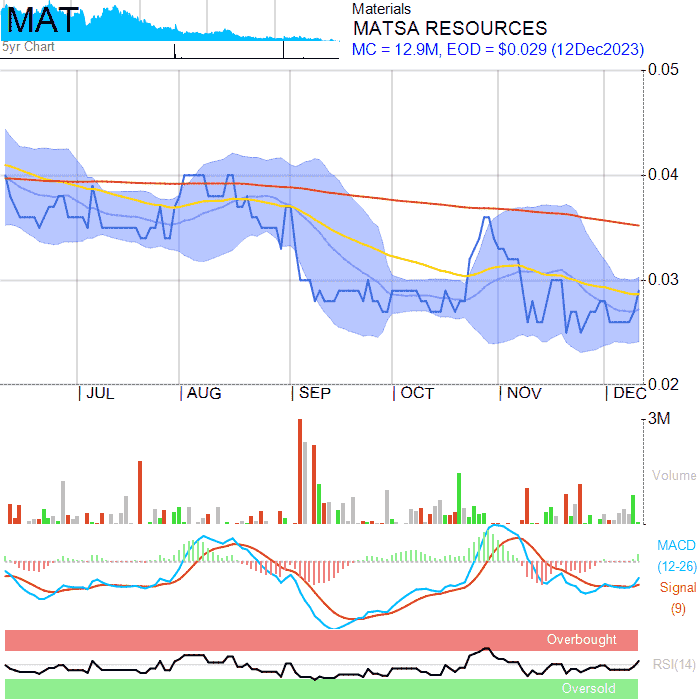 MAT
5yr Chart
Materials
MATSA RESOURCES
MC = 12.9M, EOD = $0.029 (12Dec2023)
0.05
0.04
0.03
0.02
JUL AUG SEP OCT NOV DEC
3M
Volume
MACD
(12-26)
Signal
(9)
Overbought
RSI(14)
Oversold